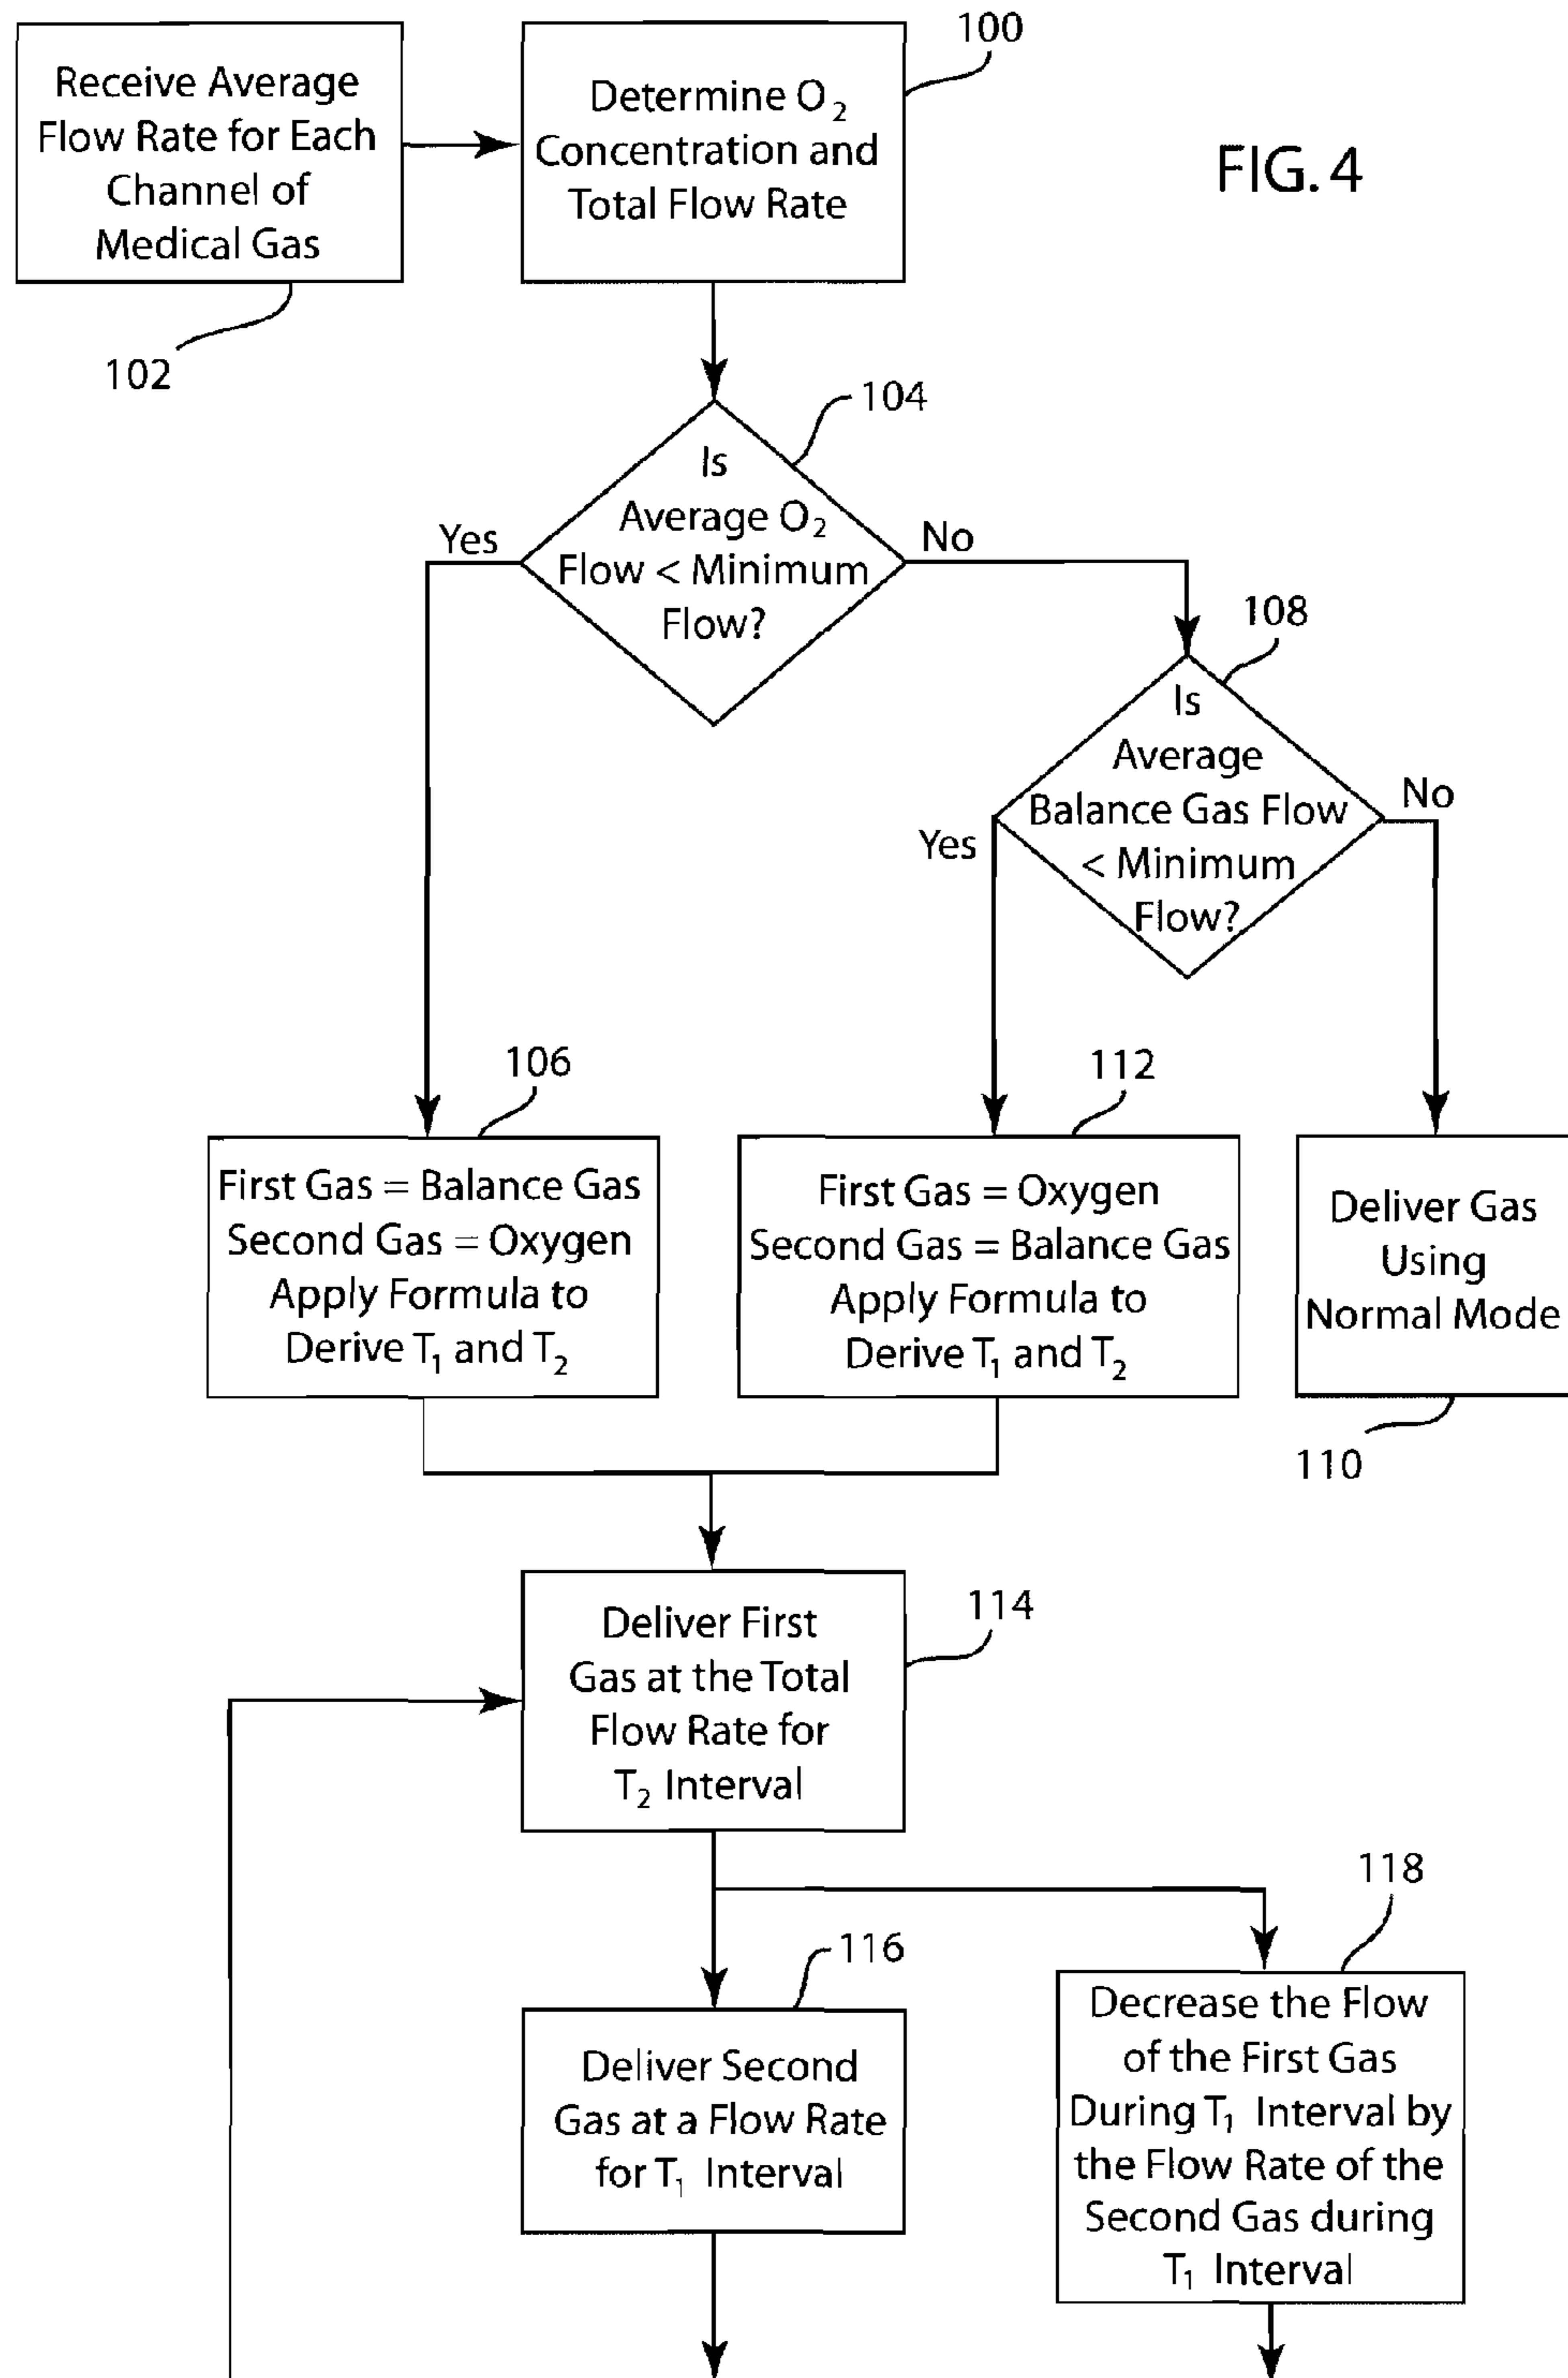 Receive Average
Flow Rate for Each
Channel of
Medical Gas
102
Determine O₂
Concentration and
Total Flow Rate
100
FIG. 4
Is
Average O₂
Flow < Minimum
Flow?
104
Yes
No
Is
Average
Balance Gas Flow
< Minimum
Flow?
108
Yes
No
First Gas = Balance Gas
Second Gas = Oxygen
Apply Formula to
Derive T₁ and T₂
106
First Gas = Oxygen
Second Gas = Balance Gas
Apply Formula to
Derive T₁ and T₂
112
Deliver Gas
Using
Normal Mode
110
Deliver First
Gas at the Total
Flow Rate for
T₂ Interval
114
Deliver Second
Gas at a Flow Rate
for T₁ Interval
116
Decrease the Flow
of the First Gas
During T₁ Interval by
the Flow Rate of the
Second Gas during
T₁ Interval
118